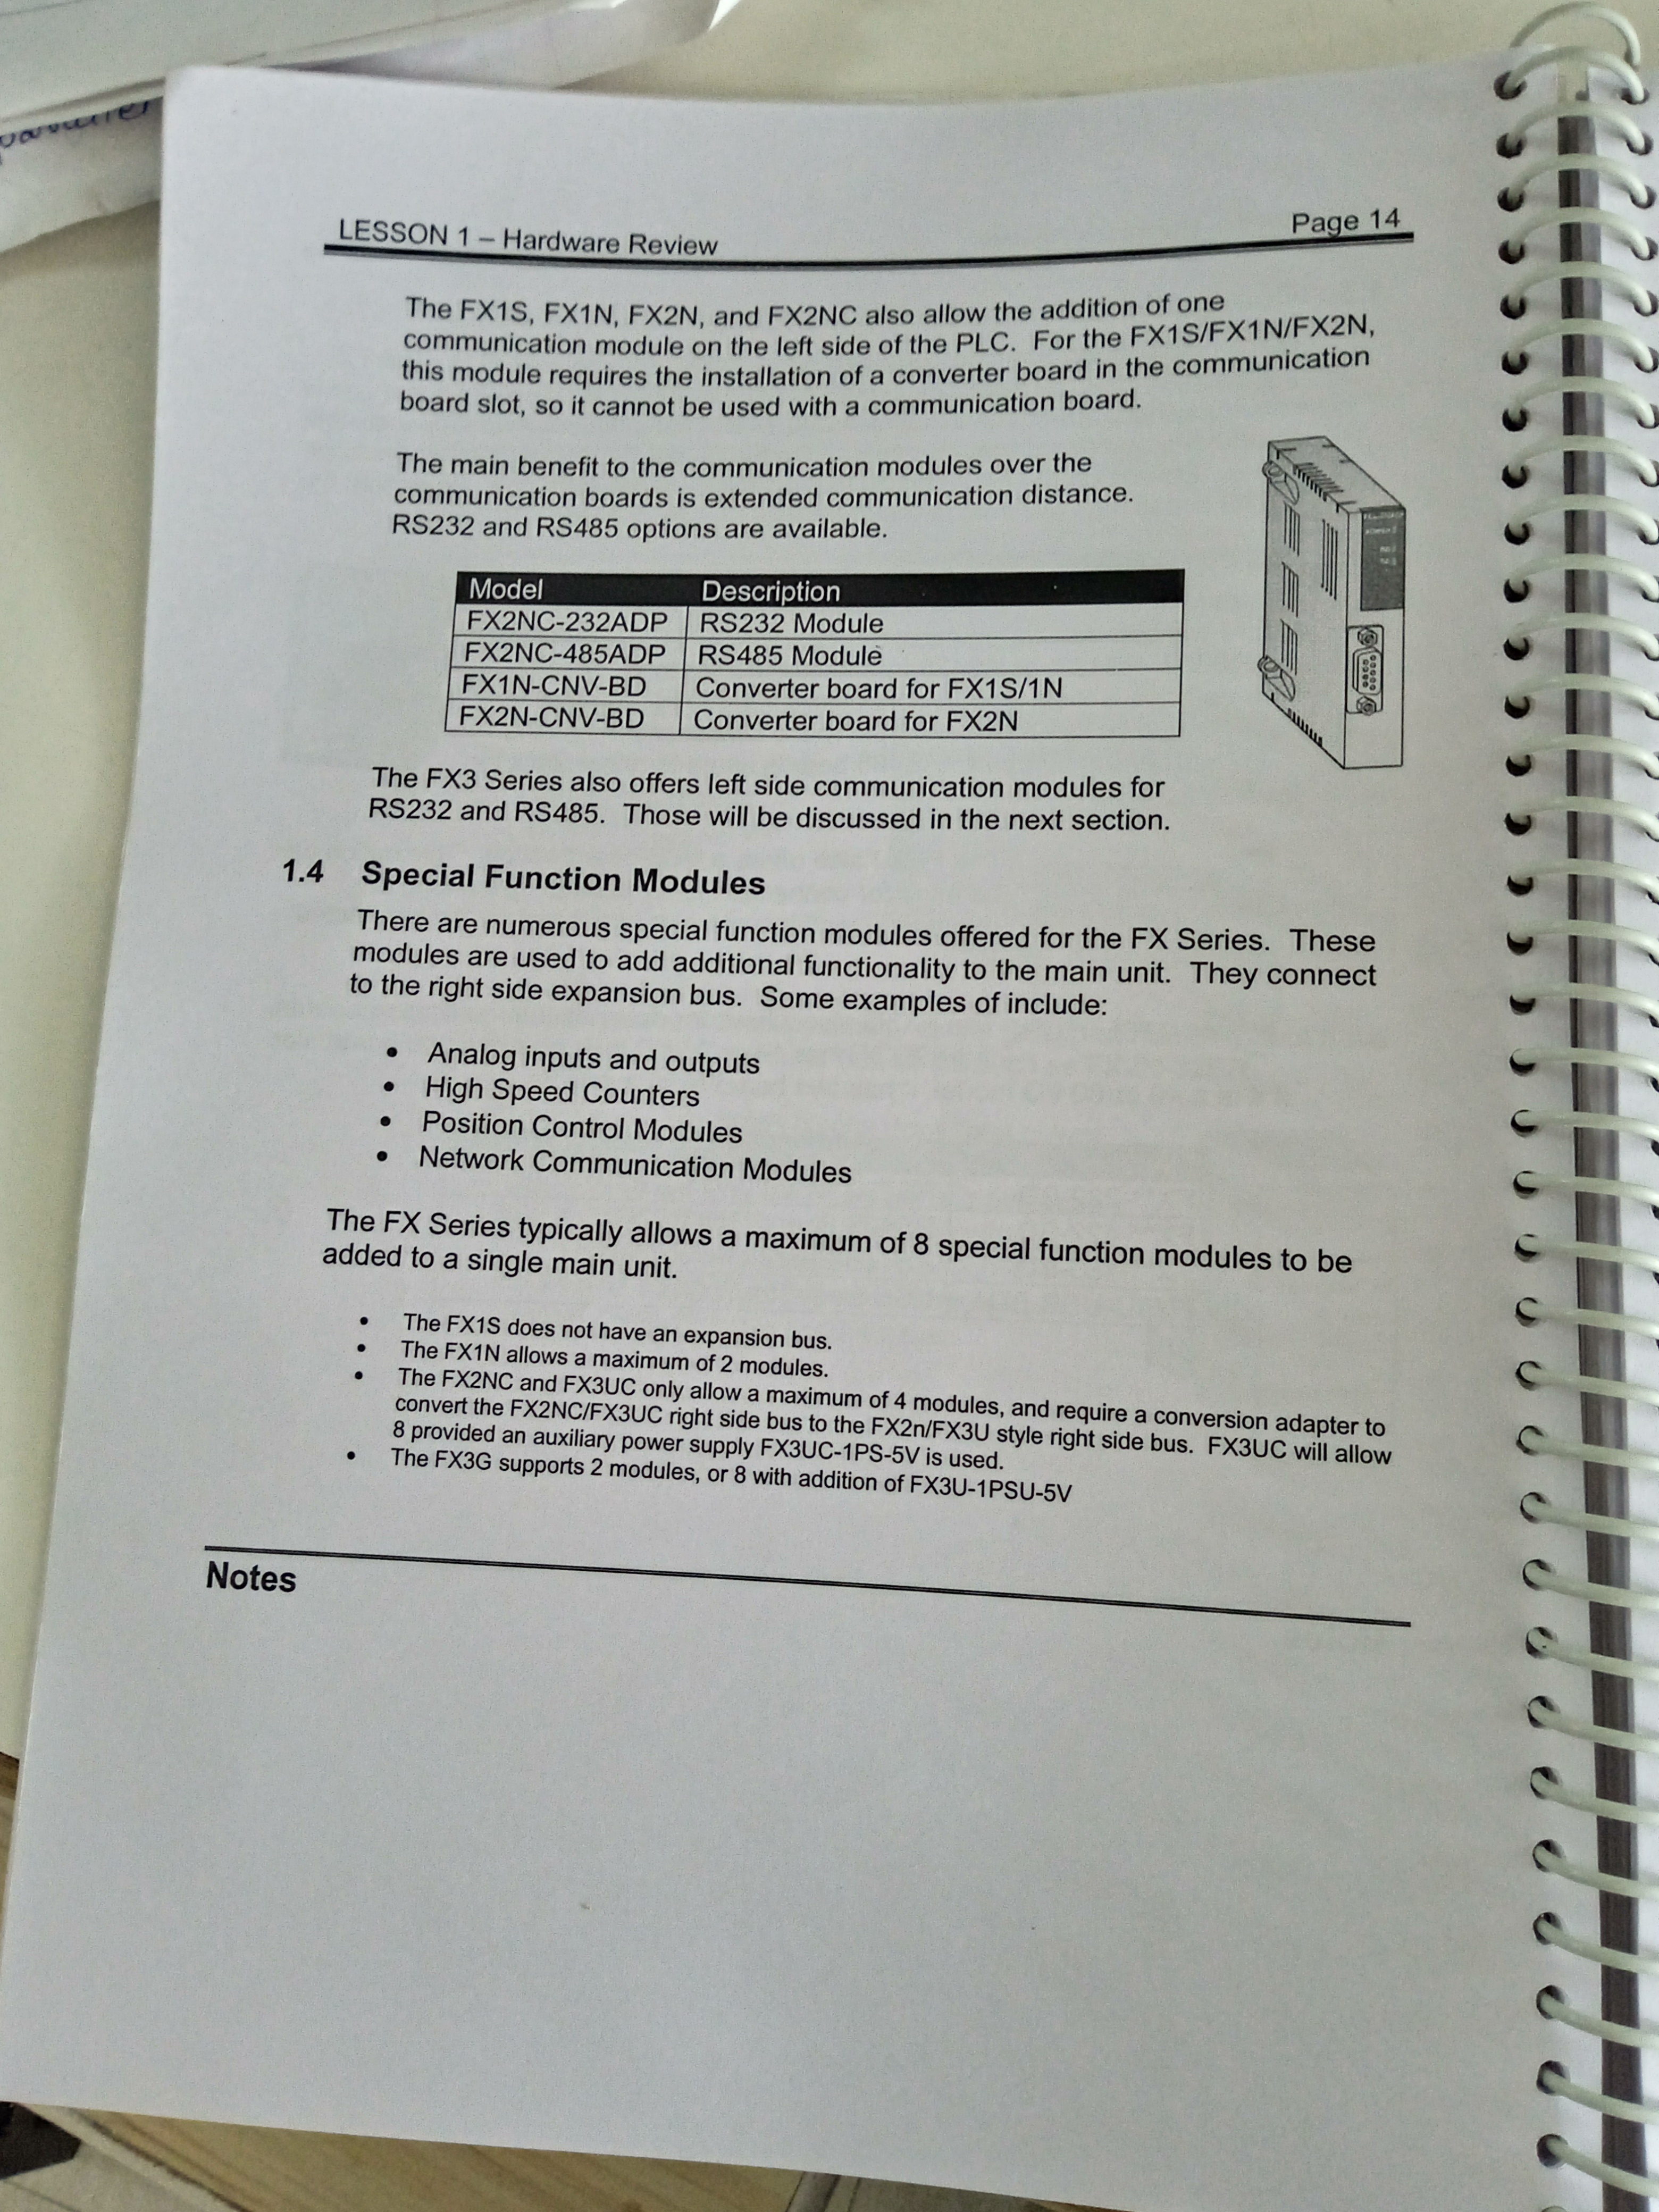 LESSON 1 – Hardware Review
Page 14
The FX1S, FX1N, FX2N, and FX2NC also allow the addition of one
communication module on the left side of the PLC. For the FX1S/FX1N/FX2N,
this module requires the installation of a converter board in the communication
board slot, so it cannot be used with a communication board.
The main benefit to the communication modules over the
communication boards is extended communication distance.
RS232 and RS485 options are available.
Model Description
FX2NC-232ADP RS232 Module
FX2NC-485ADP RS485 Module
FX1N-CNV-BD Converter board for FX1S/1N
FX2N-CNV-BD Converter board for FX2N
The FX3 Series also offers left side communication modules for
RS232 and RS485. Those will be discussed in the next section.
1.4 Special Function Modules
There are numerous special function modules offered for the FX Series. These
modules are used to add additional functionality to the main unit. They connect
to the right side expansion bus. Some examples of include:
• Analog inputs and outputs
• High Speed Counters
• Position Control Modules
• Network Communication Modules
The FX Series typically allows a maximum of 8 special function modules to be
added to a single main unit.
• The FX1S does not have an expansion bus.
• The FX1N allows a maximum of 2 modules.
• The FX2NC and FX3UC only allow a maximum of 4 modules, and require a conversion adapter to
convert the FX2NC/FX3UC right side bus to the FX2n/FX3U style right side bus. FX3UC will allow
8 provided an auxiliary power supply FX3UC-1PS-5V is used.
• The FX3G supports 2 modules, or 8 with addition of FX3U-1PSU-5V
Notes